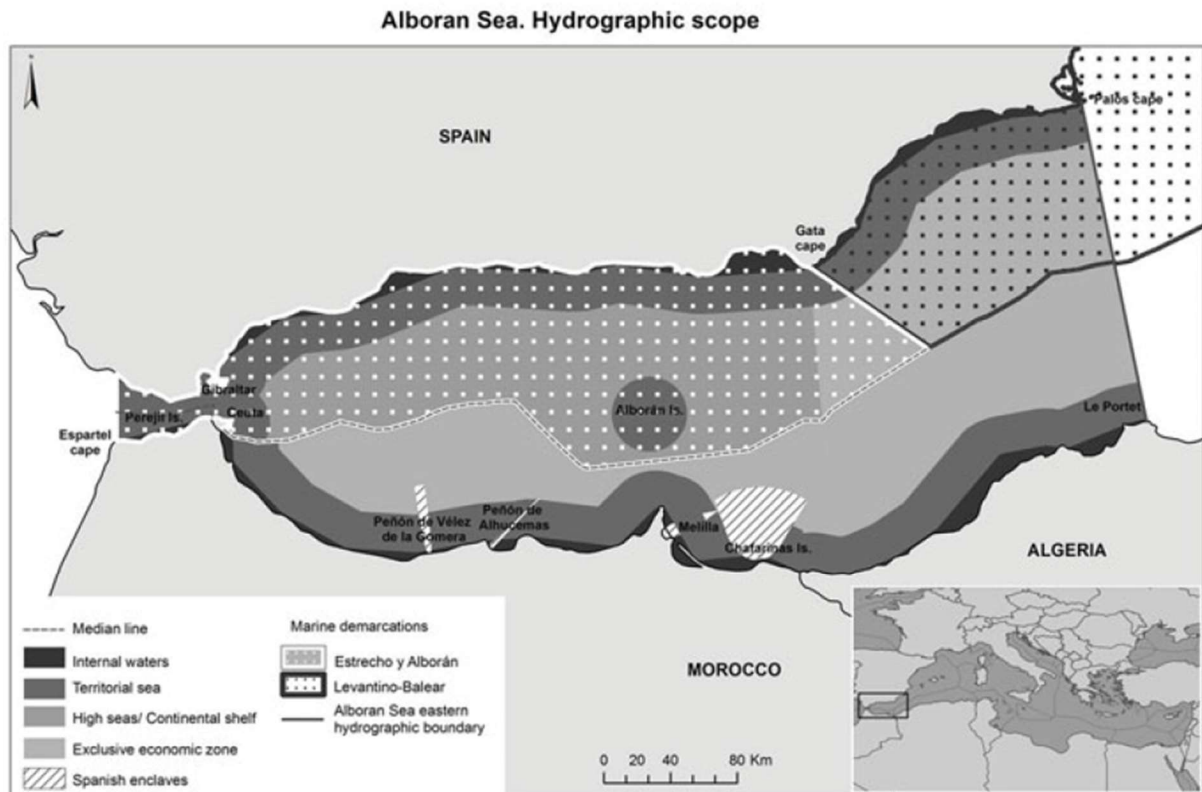 Alboran Sea. Hydrographic scope
SPAIN
Palos cape
Gata
cape
Gibraltar
Perejir Is.
Ceuta
Alborán Is.
Espartel
cape
Le Portet
Peñón de Vélez
de la Gomera
Peñón de
Alhucemas
Melilla
Chafarinas Is.
ALGERIA
MOROCCO
Median line
Internal waters
Territorial sea
High seas/ Continental shelf
Exclusive economic zone
Spanish enclaves
Marine demarcations
Estrecho y Alborán
Levantino-Balear
Alboran Sea eastern
hydrographic boundary
0 20 40 80 Km